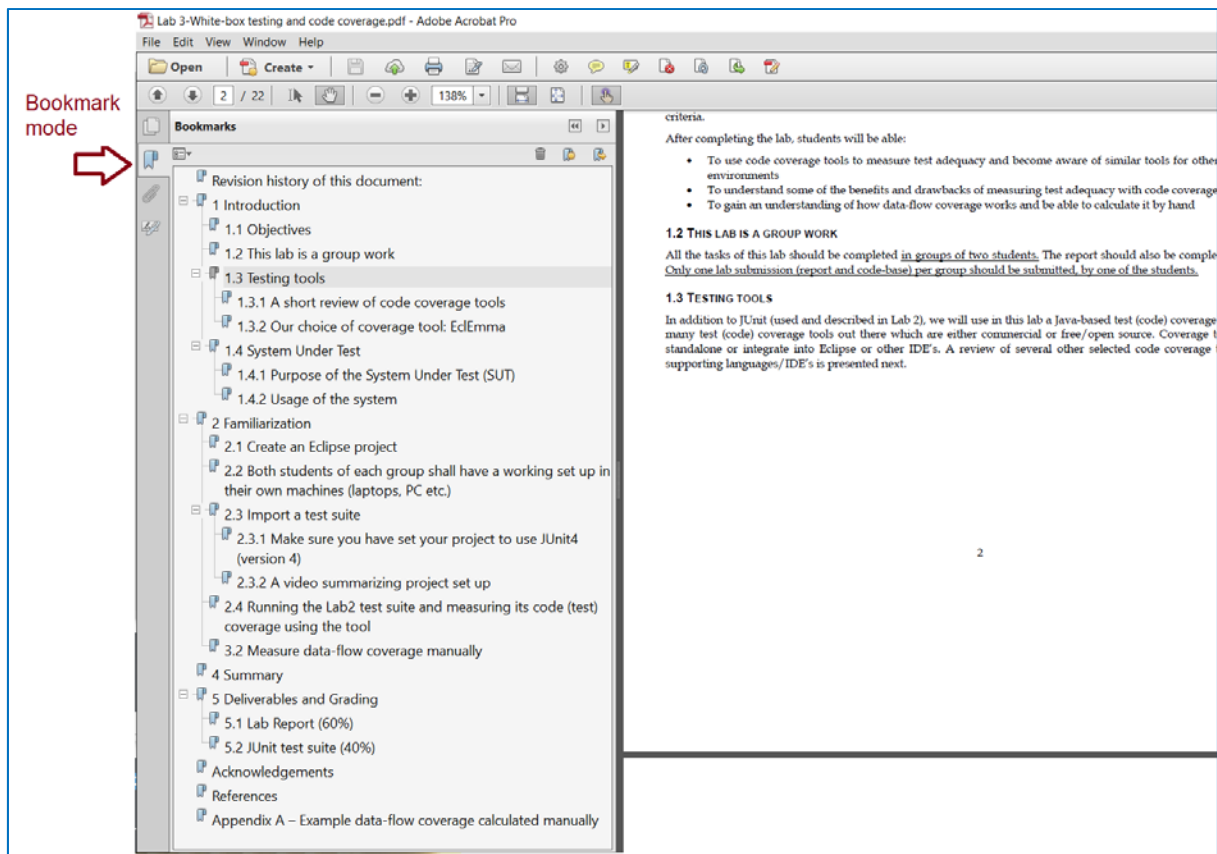 Lab 3-White-box testing and code coverage.pdf - Adobe Acrobat Pro
File Edit View Window Help
Open Create
2 / 22 138%
Bookmark
mode
Bookmarks
Revision history of this document:
1 Introduction
1.1 Objectives
1.2 This lab is a group work
1.3 Testing tools
1.3.1 A short review of code coverage tools
1.3.2 Our choice of coverage tool: EclEmma
1.4 System Under Test
1.4.1 Purpose of the System Under Test (SUT)
1.4.2 Usage of the system
2 Familiarization
2.1 Create an Eclipse project
2.2 Both students of each group shall have a working set up in
their own machines (laptops, PC etc.)
2.3 Import a test suite
2.3.1 Make sure you have set your project to use JUnit4
(version 4)
2.3.2 A video summarizing project set up
2.4 Running the Lab2 test suite and measuring its code (test)
coverage using the tool
3.2 Measure data-flow coverage manually
4 Summary
5 Deliverables and Grading
5.1 Lab Report (60%)
5.2 JUnit test suite (40%)
Acknowledgements
References
Appendix A – Example data-flow coverage calculated manually
criteria.
After completing the lab, students will be able:
• To use code coverage tools to measure test adequacy and become aware of similar tools for other
environments
• To understand some of the benefits and drawbacks of measuring test adequacy with code coverage
• To gain an understanding of how data-flow coverage works and be able to calculate it by hand
1.2 THIS LAB IS A GROUP WORK
All the tasks of this lab should be completed in groups of two students. The report should also be comple
Only one lab submission (report and code-base) per group should be submitted, by one of the students.
1.3 TESTING TOOLS
In addition to JUnit (used and described in Lab 2), we will use in this lab a Java-based test (code) coverage
many test (code) coverage tools out there which are either commercial or free/open source. Coverage t
standalone or integrate into Eclipse or other IDE's. A review of several other selected code coverage t
supporting languages/IDE's is presented next.
2